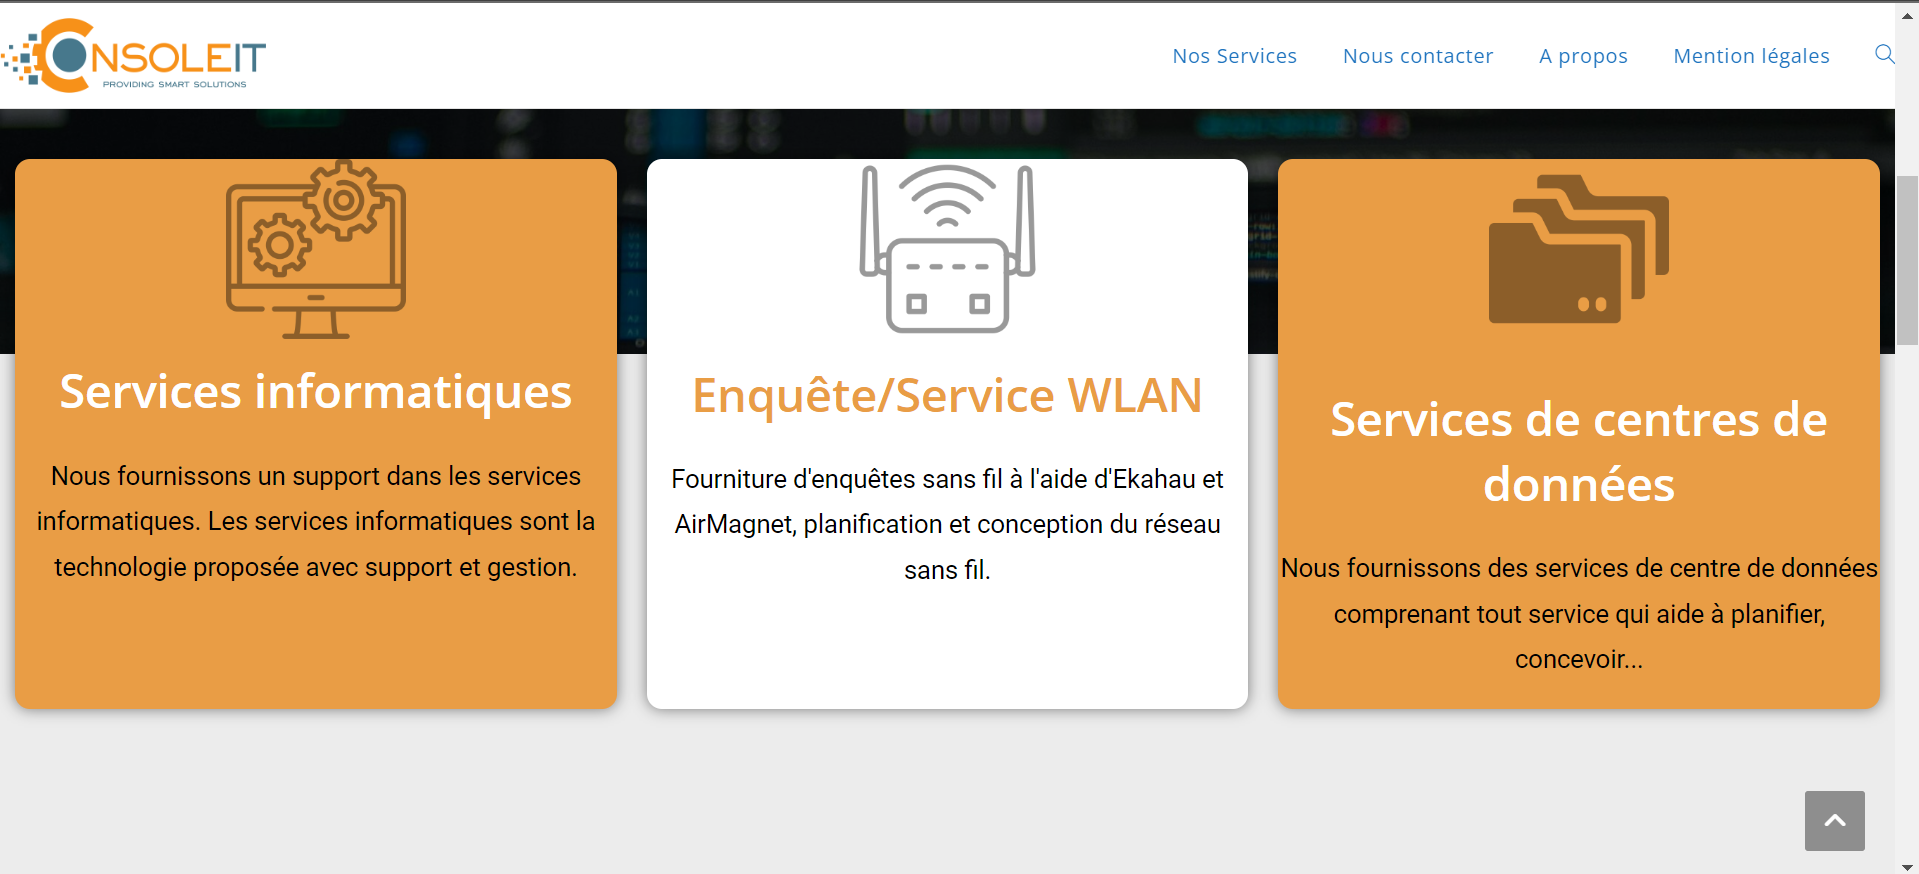 CONSOLEIT
PROVIDING SMART SOLUTIONS
Nos Services
Nous contacter
A propos
Mention légales
Services informatiques
Nous fournissons un support dans les services
informatiques. Les services informatiques sont la
technologie proposée avec support et gestion.
Enquête/Service WLAN
Fourniture d'enquêtes sans fil à l'aide d'Ekahau et
AirMagnet, planification et conception du réseau
sans fil.
Services de centres de
données
Nous fournissons des services de centre de données
comprenant tout service qui aide à planifier,
concevoir...